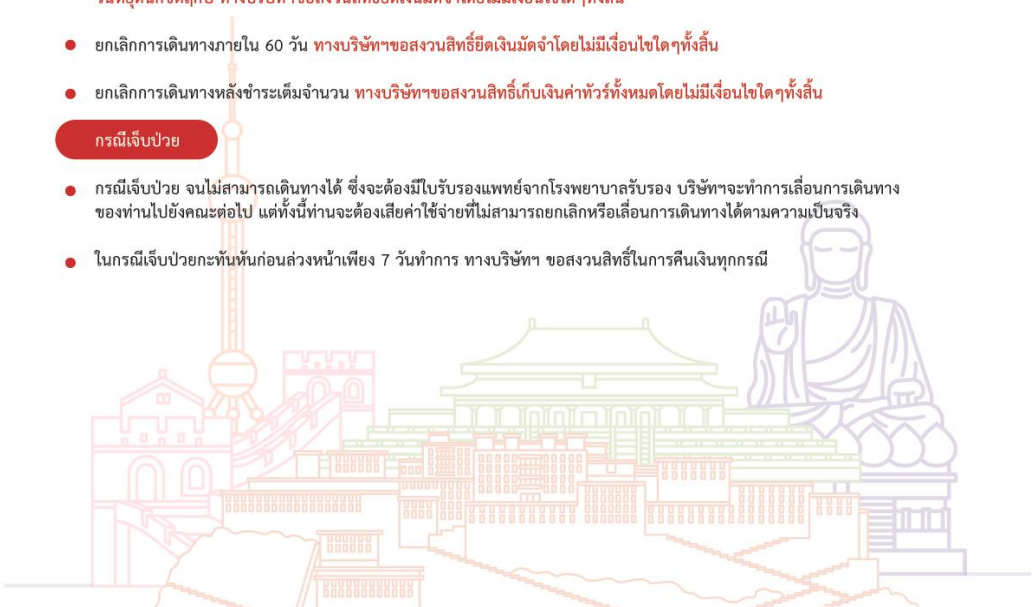 ยกเลิกการเดินทางภายใน 60 วัน ทางบริษัทฯขอสงวนสิทธิ์ยึดเงินมัดจำโดยไม่มีเงื่อนไขใดๆทั้งสิ้น
ยกเลิกการเดินทางหลังชำระเต็มจำนวน ทางบริษัทฯขอสงวนสิทธิ์เก็บเงินค่าทัวร์ทั้งหมดโดยไม่มีเงื่อนไขใดๆทั้งสิ้น
กรณีเจ็บป่วย
กรณีเจ็บป่วย จนไม่สามารถเดินทางได้ ซึ่งจะต้องมีใบรับรองแพทย์จากโรงพยาบาลรับรอง บริษัทฯจะทำการเลื่อนการเดินทาง
ของท่านไปยังคณะต่อไป แต่ทั้งนี้ท่านจะต้องเสียค่าใช้จ่ายที่ไม่สามารถยกเลิกหรือเลื่อนการเดินทางได้ตามความเป็นจริง
ในกรณีเจ็บป่วยกะทันหันก่อนล่วงหน้าเพียง 7 วันทำการ ทางบริษัทฯ ขอสงวนสิทธิ์ในการคืนเงินทุกกรณี